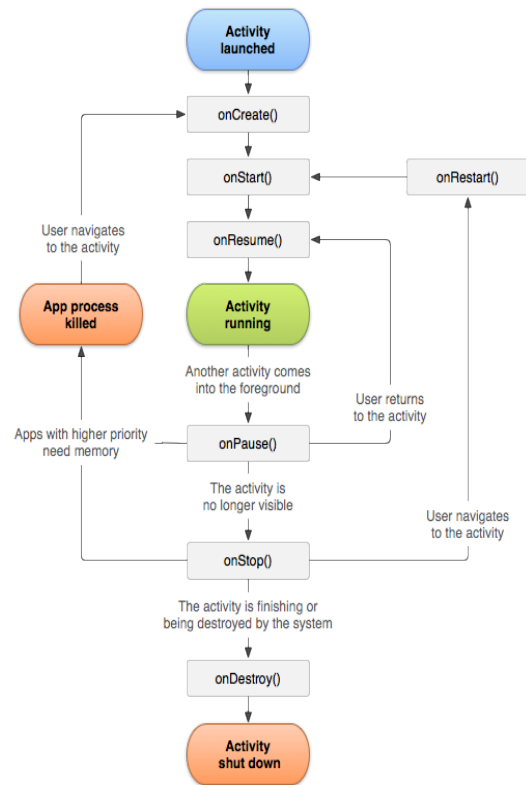 Activity
launched
onCreate()
onStart()
onRestart()
onResume()
User navigates
to the activity
App process
killed
Activity
running
Another activity comes
into the foreground
User returns
to the activity
Apps with higher priority
need memory
onPause()
The activity is
no longer visible
User navigates
to the activity
onStop()
The activity is finishing or
being destroyed by the system
onDestroy()
Activity
shut down